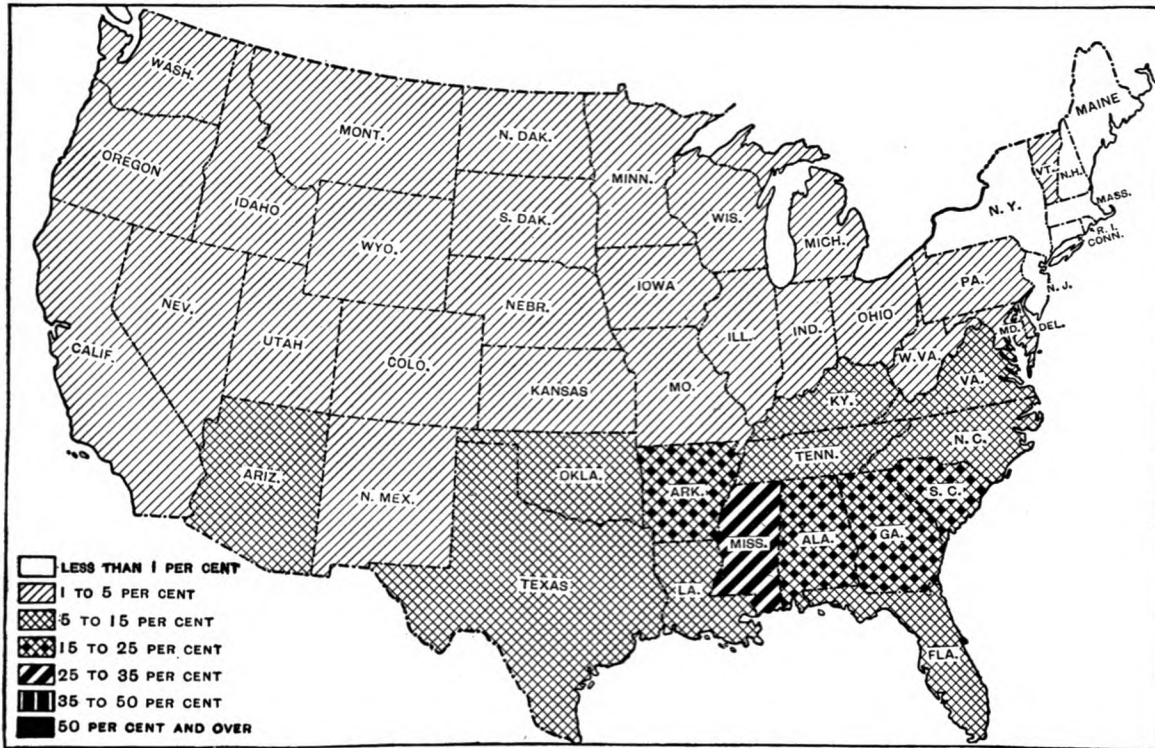 WASH.
MONT.
N. DAK.
MINN.
MAINE
OREGON
IDAHO
WYO.
S. DAK.
WIS.
MICH.
N.Y.
VT.
N.H.
MASS.
R. I.
CONN.
NEV.
UTAH
COLO.
NEBR.
IOWA
ILL.
IND.
OHIO
PA.
N. J.
MD.
DEL.
CALIF.
KANSAS
MO.
KY.
W.VA.
VA.
ARIZ.
N. MEX.
OKLA.
ARK.
TENN.
N. C.
S. C.
TEXAS
LA.
MISS.
ALA.
GA.
FLA.
LESS THAN 1 PER CENT
1 TO 5 PER CENT
5 TO 15 PER CENT
15 TO 25 PER CENT
25 TO 35 PER CENT
35 TO 50 PER CENT
50 PER CENT AND OVER